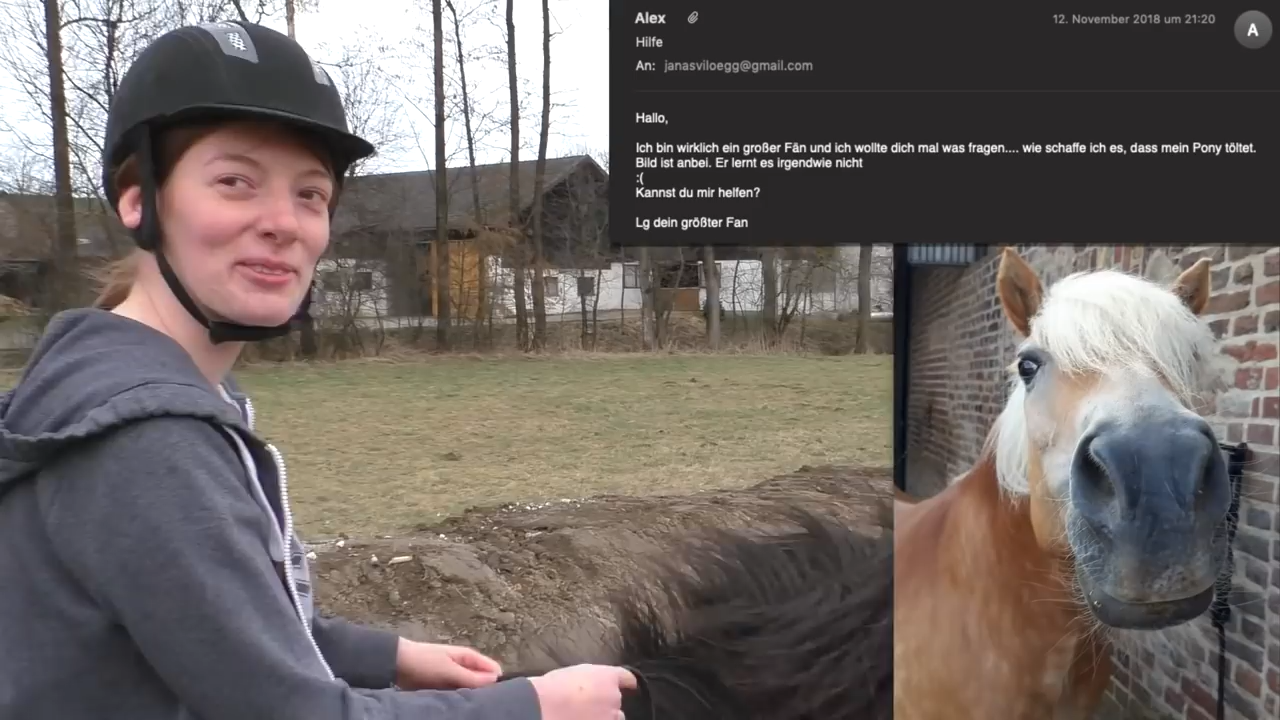 Alex
12. November 2018 um 21:20
A
Hilfe
An: janasviloegg@gmail.com
Hallo,
Ich bin wirklich ein großer Fän und ich wollte dich mal was fragen.... wie schaffe ich es, dass mein Pony töltet.
Bild ist anbei. Er lernt es irgendwie nicht
:(
Kannst du mir helfen?
Lg dein größter Fan